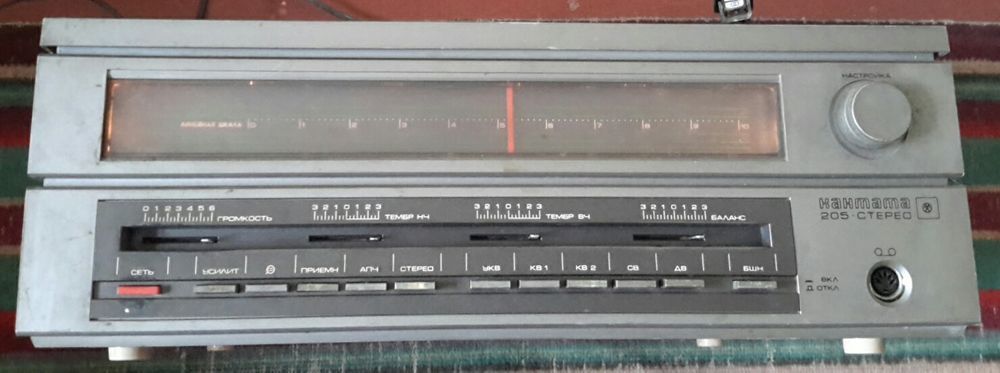 НАСТРОЙКА
ЛИНЕЙНАЯ ШКАЛА 0 1 2 3 4 5 6 7 8 9 10
0 1 2 3 4 5 6 ГРОМКОСТЬ
3 2 1 0 1 2 3 ТЕМБР НЧ
3 2 1 0 1 2 3 ТЕМБР ВЧ
3 2 1 0 1 2 3 БАЛАНС
кантата
205-СТЕРЕО
СЕТЬ УСИЛИТ ПРИЕМН АПЧ СТЕРЕО УКВ КВ 1 КВ 2 СВ ДВ БШН
ВКЛ
ОТКЛ